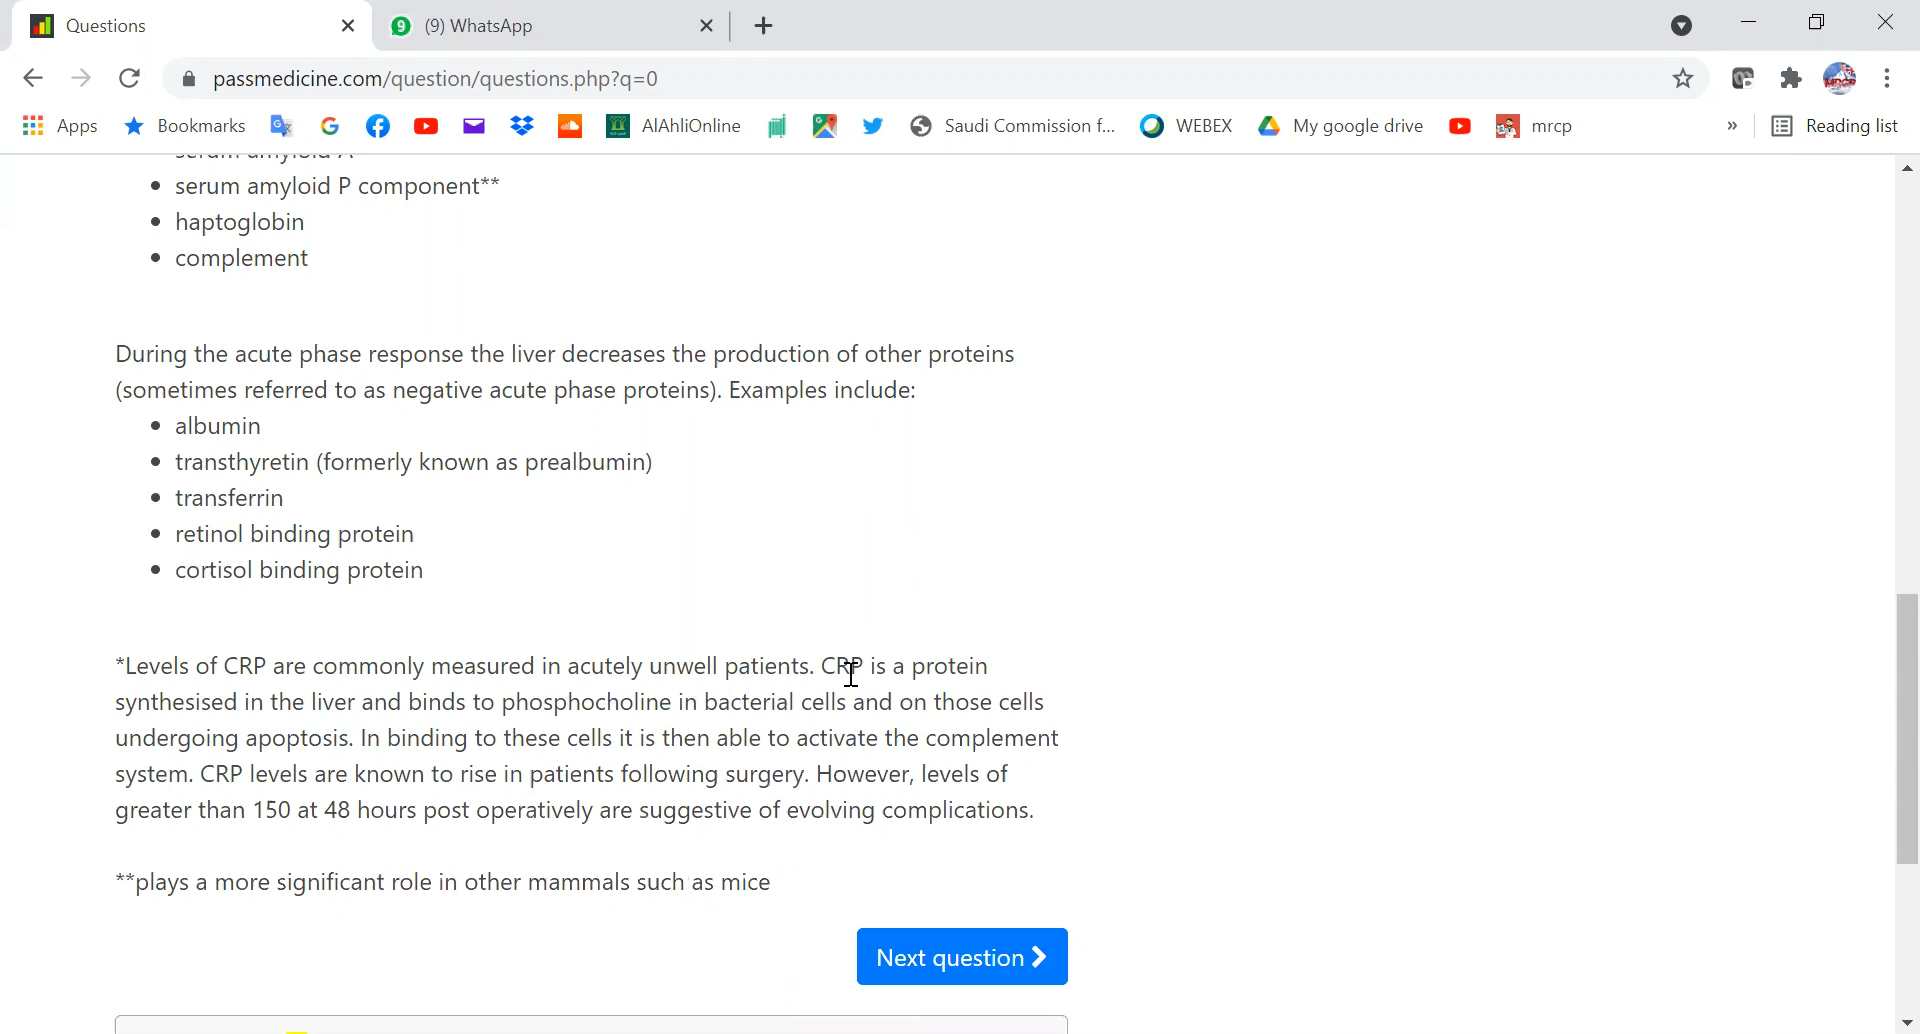 Questions
9 (9) WhatsApp
passmedicine.com/question/questions.php?q=0
Apps Bookmarks AlAhliOnline Saudi Commission f... WEBEX My google drive mrcp » Reading list
serum amyloid A
• serum amyloid P component**
• haptoglobin
• complement
During the acute phase response the liver decreases the production of other proteins
(sometimes referred to as negative acute phase proteins). Examples include:
• albumin
• transthyretin (formerly known as prealbumin)
• transferrin
• retinol binding protein
• cortisol binding protein
*Levels of CRP are commonly measured in acutely unwell patients. CRP is a protein
synthesised in the liver and binds to phosphocholine in bacterial cells and on those cells
undergoing apoptosis. In binding to these cells it is then able to activate the complement
system. CRP levels are known to rise in patients following surgery. However, levels of
greater than 150 at 48 hours post operatively are suggestive of evolving complications.
**plays a more significant role in other mammals such as mice
Next question